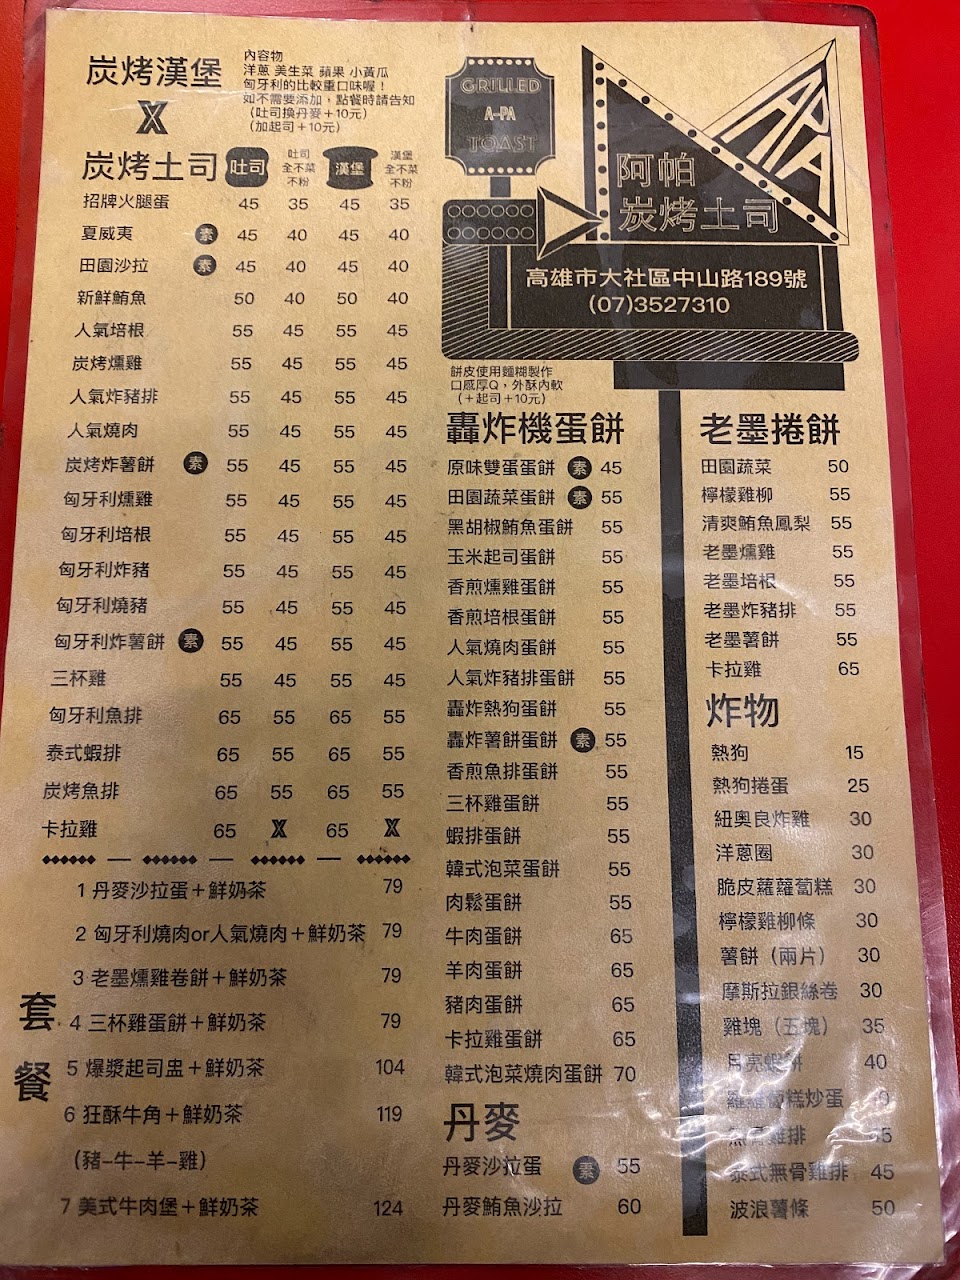 炭烤漢堡
X
內容物
洋蔥 美生菜 蘋果 小黃瓜
匈牙利的比較重口味喔！
如不需要添加，點餐時請告知
（吐司換丹麥＋10元）
（加起司＋10元）
炭烤土司 吐司 吐司全不菜不粉 漢堡 漢堡全不菜不粉
招牌火腿蛋 45 35 45 35
夏威夷 素 45 40 45 40
田園沙拉 素 45 40 45 40
新鮮鮪魚 50 40 50 40
人氣培根 55 45 55 45
炭烤燻雞 55 45 55 45
人氣炸豬排 55 45 55 45
人氣燒肉 55 45 55 45
炭烤炸薯餅 素 55 45 55 45
匈牙利燻雞 55 45 55 45
匈牙利培根 55 45 55 45
匈牙利炸豬 55 45 55 45
匈牙利燒豬 55 45 55 45
匈牙利炸薯餅 素 55 45 55 45
三杯雞 55 45 55 45
匈牙利魚排 65 55 65 55
泰式蝦排 65 55 65 55
炭烤魚排 65 55 65 55
卡拉雞 65 X 65 X
套餐
1 丹麥沙拉蛋＋鮮奶茶 79
2 匈牙利燒肉or人氣燒肉＋鮮奶茶 79
3 老墨燻雞卷餅＋鮮奶茶 79
4 三杯雞蛋餅＋鮮奶茶 79
5 爆漿起司盅＋鮮奶茶 104
6 狂酥牛角＋鮮奶茶 119
（豬-牛-羊-雞）
7 美式牛肉堡＋鮮奶茶 124
GRILLED
A-PA
TOAST
APA
阿帕
炭烤土司
高雄市大社區中山路189號
(07)3527310
餅皮使用麵糊製作
口感厚Q，外酥內軟
（＋起司＋10元）
轟炸機蛋餅
原味雙蛋蛋餅 素 45
田園蔬菜蛋餅 素 55
黑胡椒鮪魚蛋餅 55
玉米起司蛋餅 55
香煎燻雞蛋餅 55
香煎培根蛋餅 55
人氣燒肉蛋餅 55
人氣炸豬排蛋餅 55
轟炸熱狗蛋餅 55
轟炸薯餅蛋餅 素 55
香煎魚排蛋餅 55
三杯雞蛋餅 55
蝦排蛋餅 55
韓式泡菜蛋餅 55
肉鬆蛋餅 55
牛肉蛋餅 65
羊肉蛋餅 65
豬肉蛋餅 65
卡拉雞蛋餅 65
韓式泡菜燒肉蛋餅 70
丹麥
丹麥沙拉蛋 素 55
丹麥鮪魚沙拉 60
老墨捲餅
田園蔬菜 50
檸檬雞柳 55
清爽鮪魚鳳梨 55
老墨燻雞 55
老墨培根 55
老墨炸豬排 55
老墨薯餅 55
卡拉雞 65
炸物
熱狗 15
熱狗捲蛋 25
紐奧良炸雞 30
洋蔥圈 30
脆皮蘿蘿蔔糕 30
檸檬雞柳條 30
薯餅（兩片） 30
摩斯拉銀絲卷 30
雞塊（五塊） 35
月亮蝦餅 40
糕炒蛋
雞排
泰式無骨雞排 45
波浪薯條 50